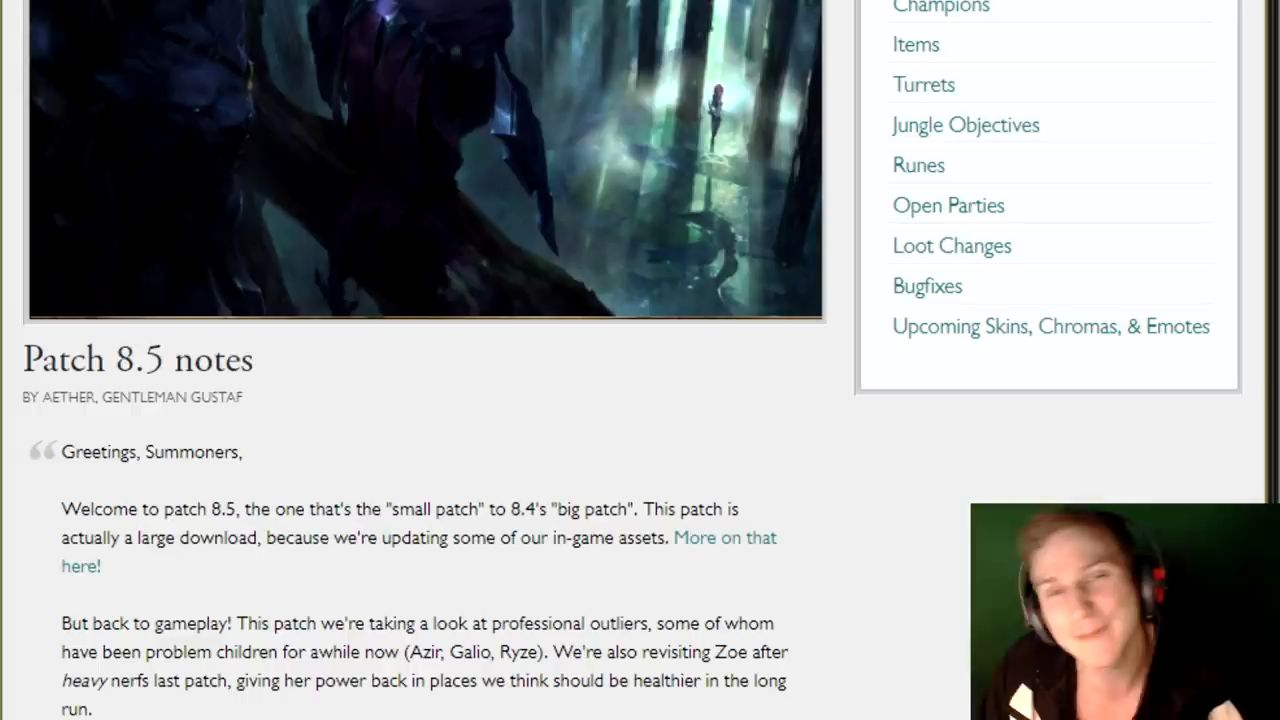 Champions
Items
Turrets
Jungle Objectives
Runes
Open Parties
Loot Changes
Bugfixes
Upcoming Skins, Chromas, & Emotes
Patch 8.5 notes
BY AETHER, GENTLEMAN GUSTAF
Greetings, Summoners,
Welcome to patch 8.5, the one that's the "small patch" to 8.4's "big patch". This patch is
actually a large download, because we're updating some of our in-game assets. More on that
here!
But back to gameplay! This patch we're taking a look at professional outliers, some of whom
have been problem children for awhile now (Azir, Galio, Ryze). We're also revisiting Zoe after
heavy nerfs last patch, giving her power back in places we think should be healthier in the long
run.